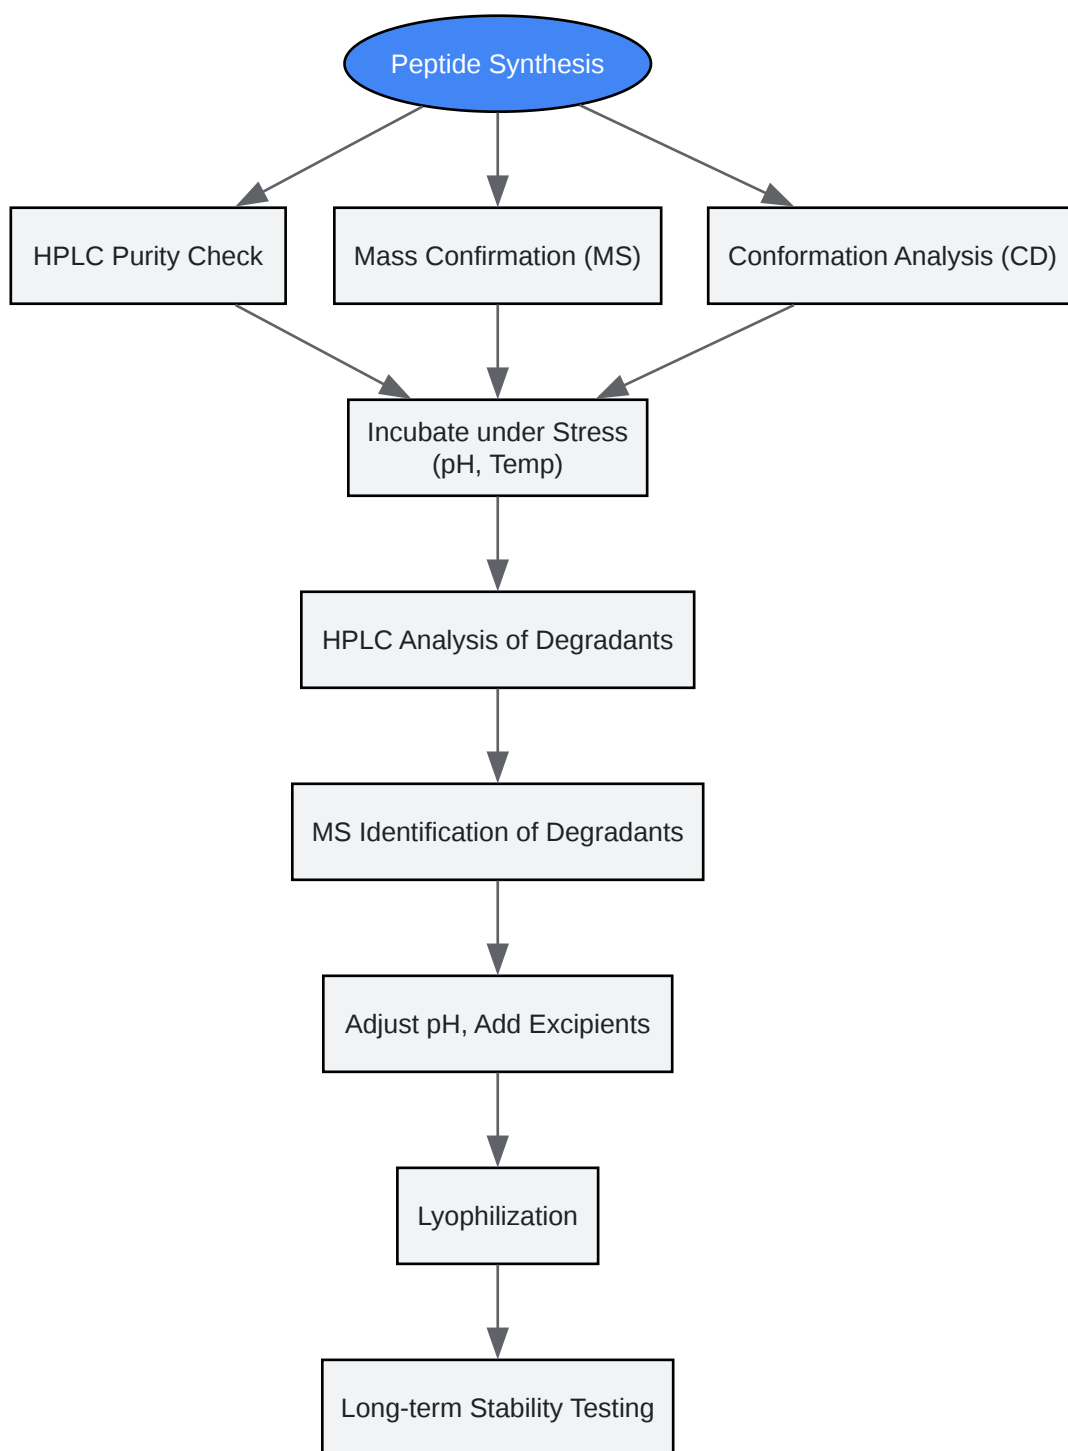 Peptide Synthesis
HPLC Purity Check
Mass Confirmation (MS)
Conformation Analysis (CD)
Incubate under Stress
(pH, Temp)
HPLC Analysis of Degradants
MS Identification of Degradants
Adjust pH, Add Excipients
Lyophilization
Long-term Stability Testing